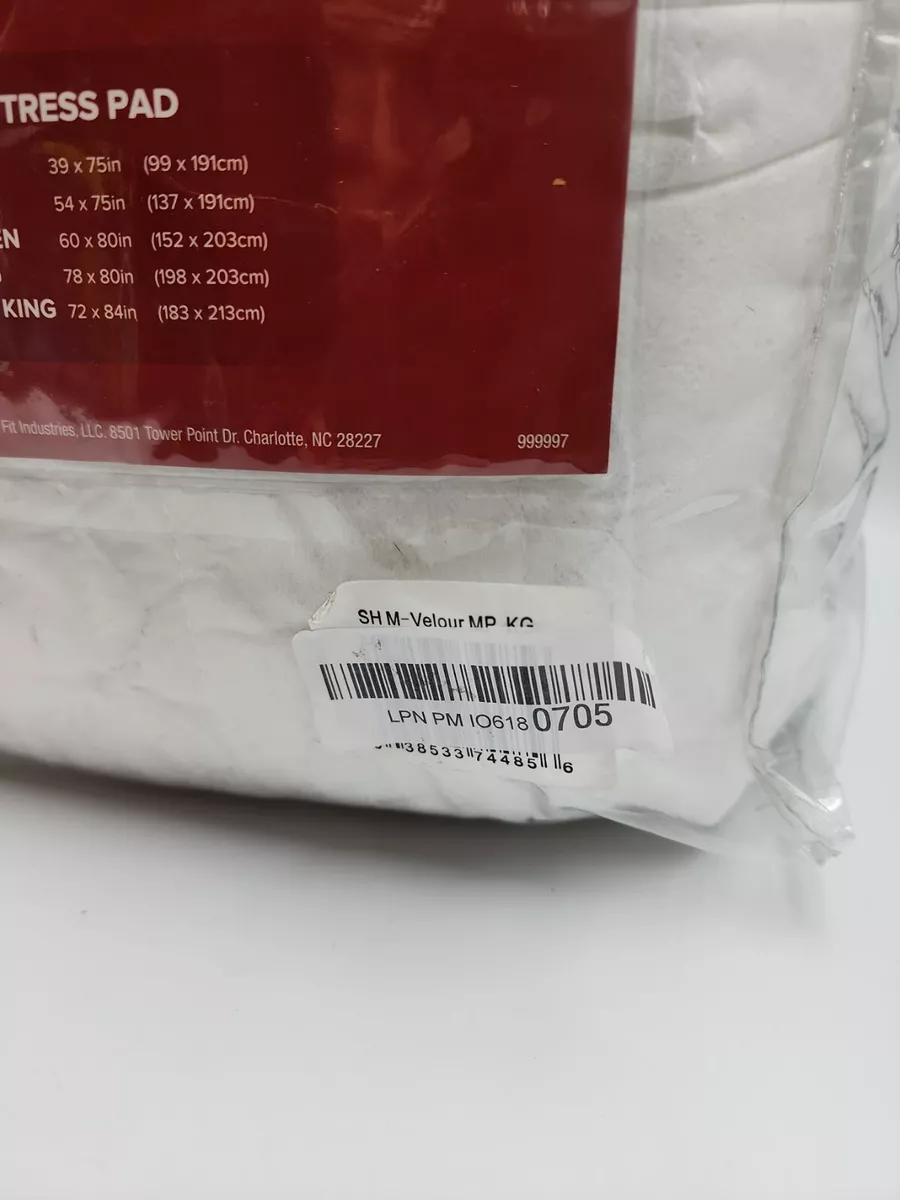 TRESS PAD
39 x 75in (99 x 191cm)
54 x 75in (137 x 191cm)
EN 60 x 80in (152 x 203cm)
78 x 80in (198 x 203cm)
KING 72 x 84in (183 x 213cm)
Fit Industries, LLC. 8501 Tower Point Dr. Charlotte, NC 28227 999997
SH M-Velour MP, KG
LPN PM IO618 0705
38533 74485 6